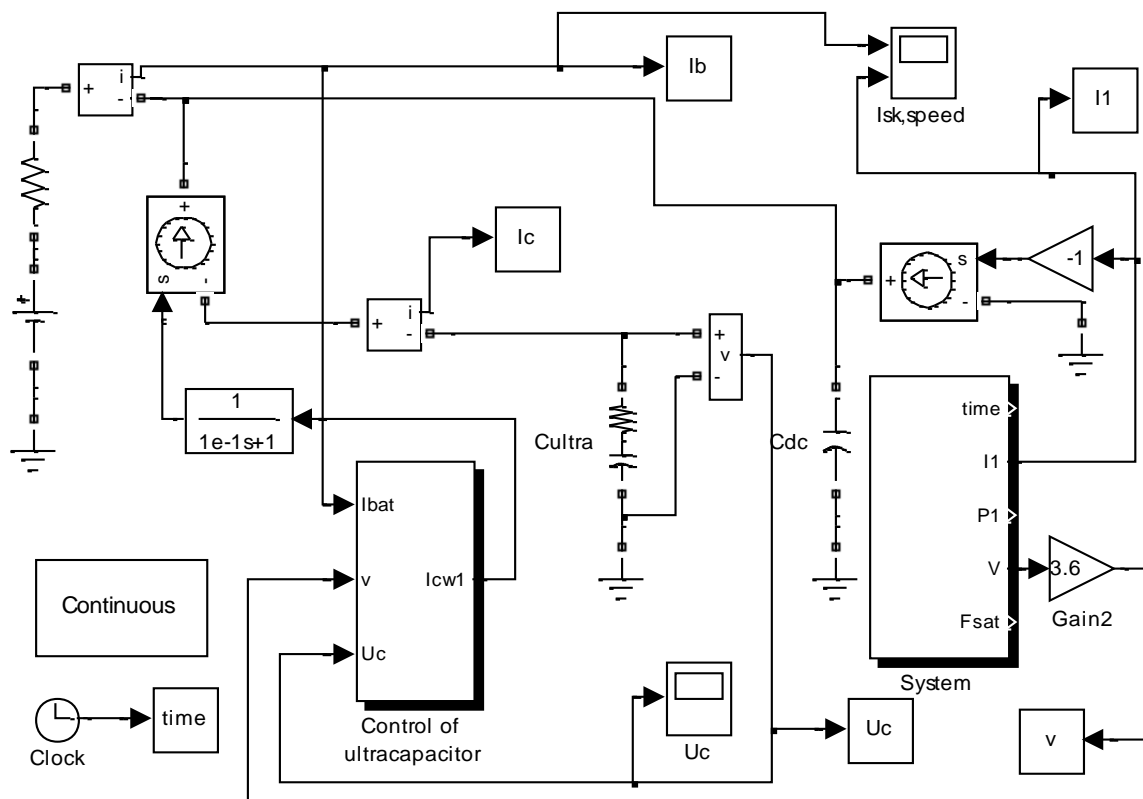 i
+
-
Ib
Isk,speed
I1
+
s
-
Ic
-1
s
+
-
+
i
+
-
+
v
-
1
1e-1s+1
Cultra
Cdc
time
I1
P1
V
Fsat
3.6
Gain2
System
Ibat
v
Uc
Icw1
Control of
ultracapacitor
Continuous
Clock
time
Uc
Uc
v